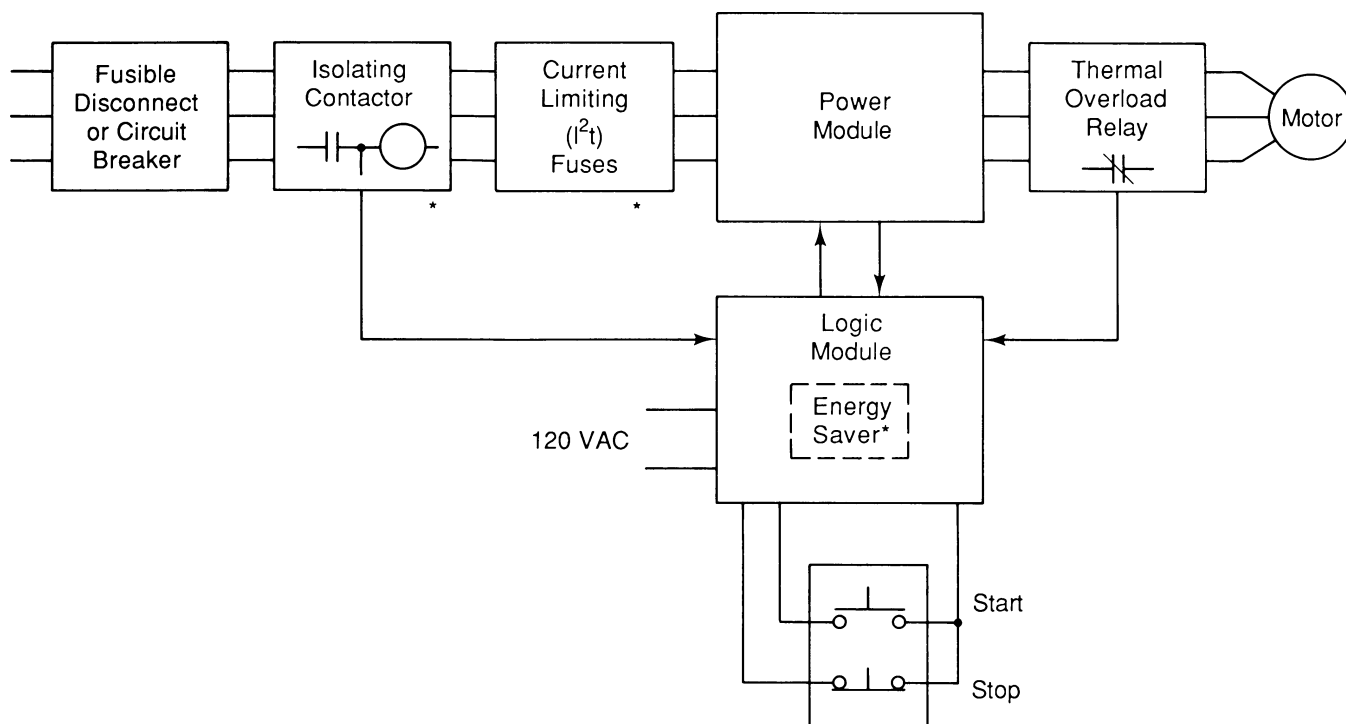 Fusible
Disconnect
or Circuit
Breaker
Isolating
Contactor
*
Current
Limiting
(I²t)
Fuses
*
Power
Module
Thermal
Overload
Relay
Motor
Logic
Module
Energy
Saver*
120 VAC
Start
Stop